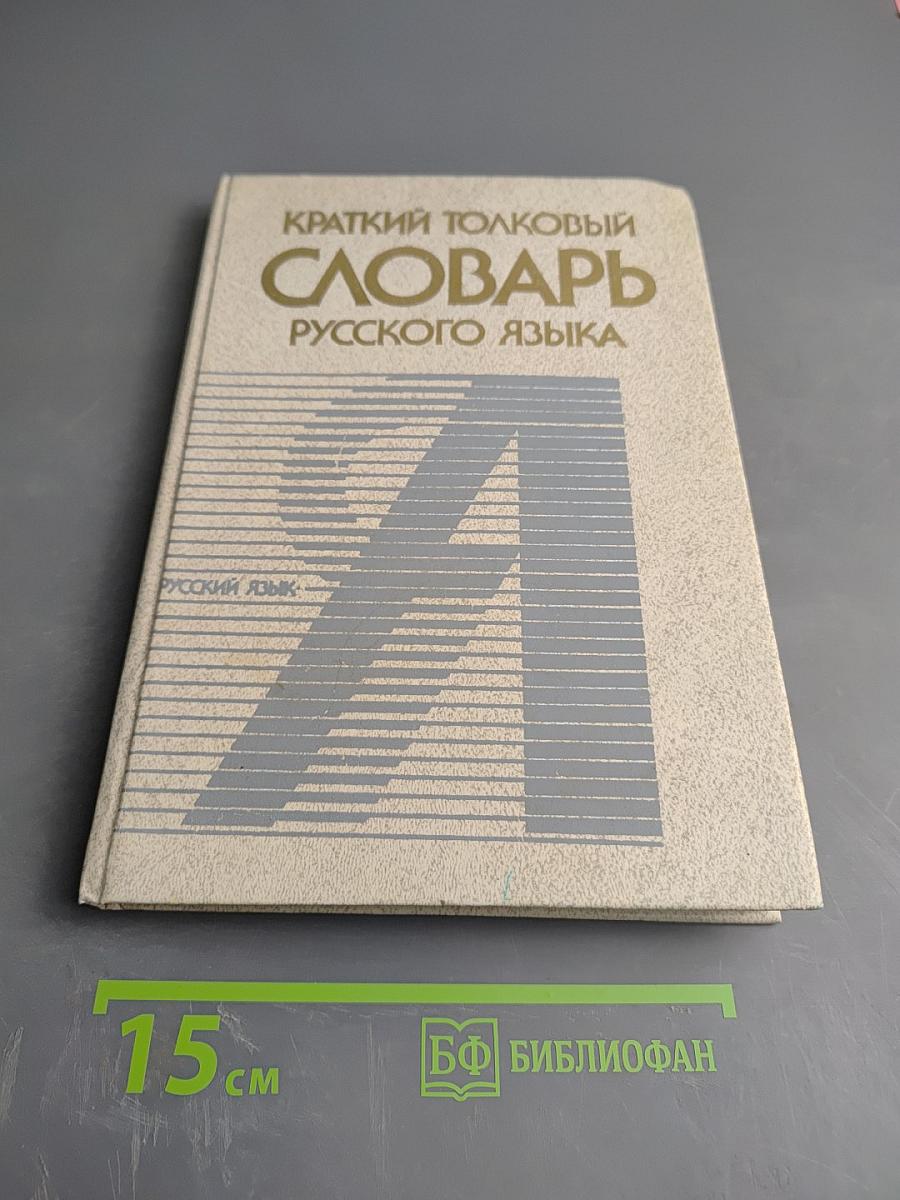 КРАТКИЙ ТОЛКОВЫЙ
СЛОВАРЬ
РУССКОГО ЯЗЫКА
РУССКИЙ ЯЗЫК
15 см
БФ БИБЛИОФАН